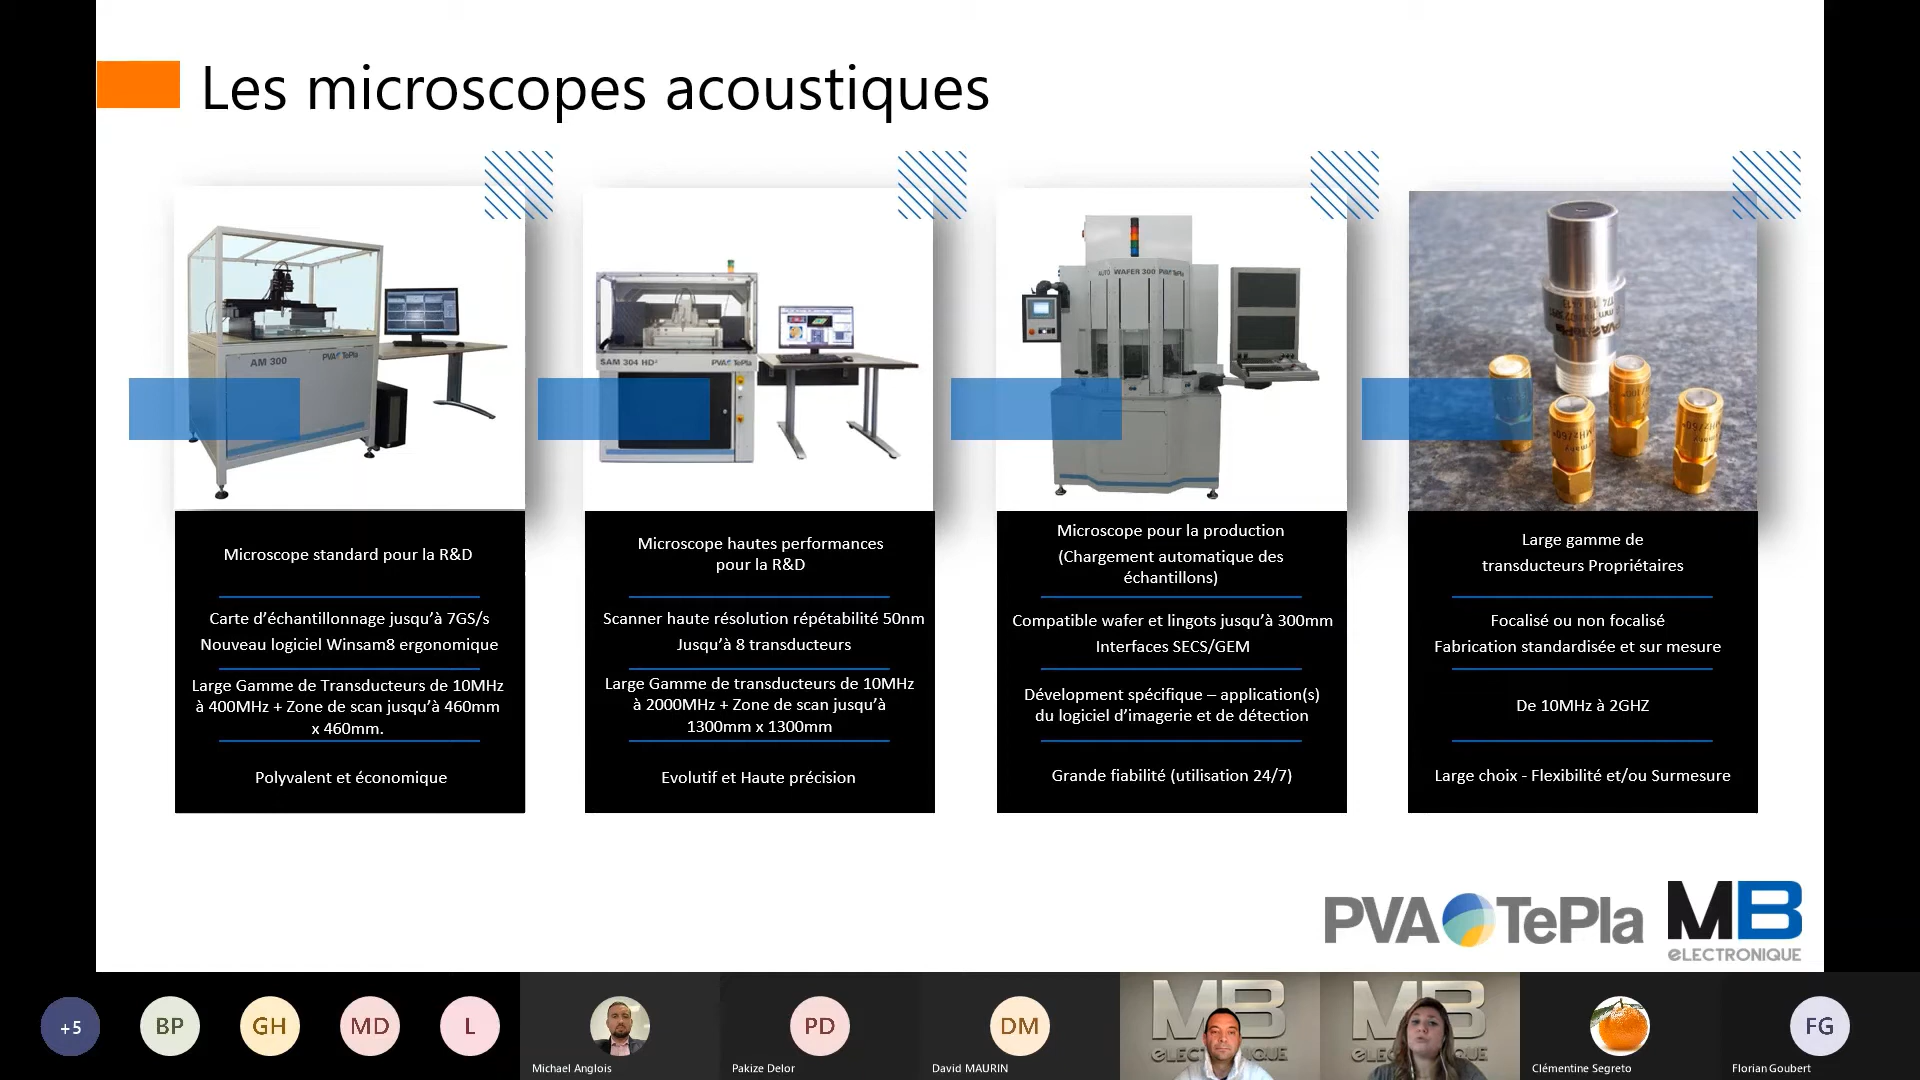 Les microscopes acoustiques
AM 300
PVA TePla
SAM 304 HD²
PVA TePla
AUTO WAFER 300 PVA TePla
PVA TePla
Microscope standard pour la R&D
Carte d’échantillonnage jusqu’à 7GS/s
Nouveau logiciel Winsam8 ergonomique
Large Gamme de Transducteurs de 10MHz
à 400MHz + Zone de scan jusqu’à 460mm
x 460mm.
Polyvalent et économique
Microscope hautes performances
pour la R&D
Scanner haute résolution répétabilité 50nm
Jusqu’à 8 transducteurs
Large Gamme de transducteurs de 10MHz
à 2000MHz + Zone de scan jusqu’à
1300mm x 1300mm
Evolutif et Haute précision
Microscope pour la production
(Chargement automatique des
échantillons)
Compatible wafer et lingots jusqu’à 300mm
Interfaces SECS/GEM
Dévelopment spécifique – application(s)
du logiciel d’imagerie et de détection
Grande fiabilité (utilisation 24/7)
Large gamme de
transducteurs Propriétaires
Focalisé ou non focalisé
Fabrication standardisée et sur mesure
De 10MHz à 2GHZ
Large choix - Flexibilité et/ou Surmesure
PVA TePla
MB
eLECTRONIQUE
+5
BP
GH
MD
L
Michael Anglois
PD
Pakize Delor
DM
David MAURIN
MB
eLECTRONIQUE
MB
Clémentine Segreto
FG
Florian Goubert